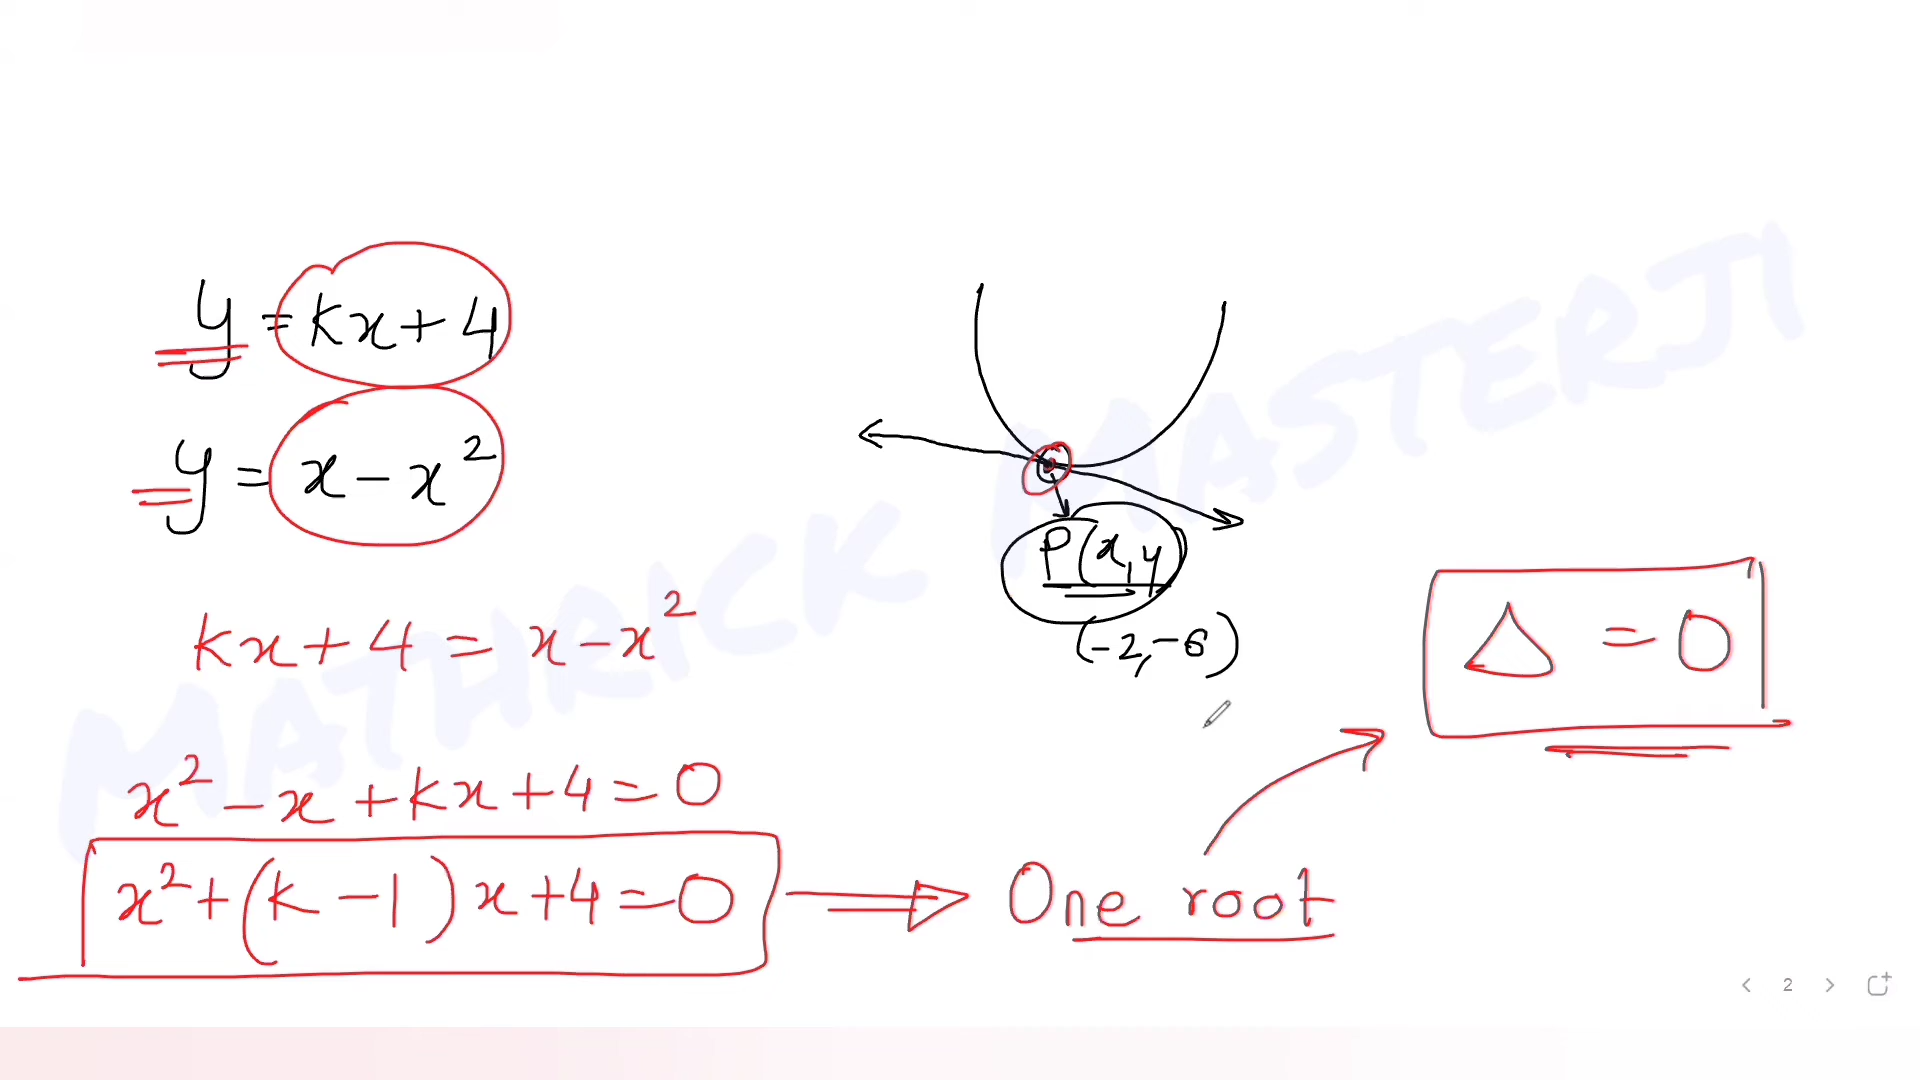 y = kx + 4
y = x - x²
kx + 4 = x - x²
x² - x + kx + 4 = 0
x² + (k - 1) x + 4 = 0
P(x, y)
(-2, -6)
One root
Δ = 0
MATHRICK MASTERJI
2